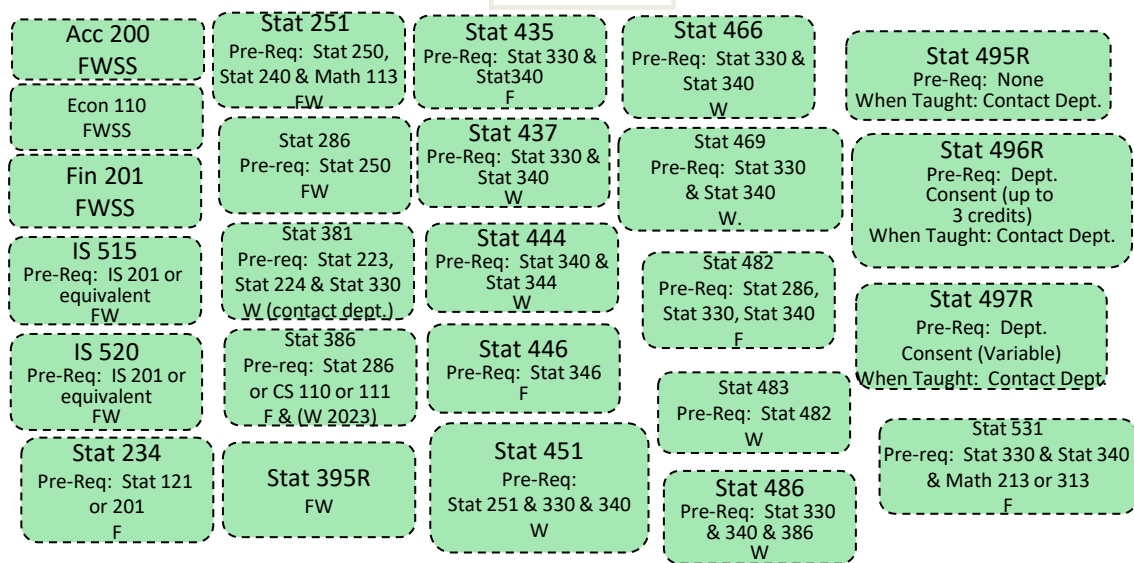 Acc 200
FWSS
Econ 110
FWSS
Fin 201
FWSS
IS 515
Pre-Req:  IS 201 or
equivalent
FW
IS 520
Pre-Req:  IS 201 or
equivalent
FW
Stat 234
Pre-Req:  Stat 121
or 201
F
Stat 251
Pre-Req:  Stat 250,
Stat 240 & Math 113
FW
Stat 286
Pre-req:  Stat 250
FW
Stat 381
Pre-req:  Stat 223,
Stat 224 & Stat 330
W (contact dept.)
Stat 386
Pre-req:  Stat 286
or CS 110 or 111
F & (W 2023)
Stat 395R
FW
Stat 435
Pre-Req:  Stat 330 &
Stat340
F
Stat 437
Pre-Req:  Stat 330 &
Stat 340
W
Stat 444
Pre-Req:  Stat 340 &
Stat 344
W
Stat 446
Pre-Req:  Stat 346
F
Stat 451
Pre-Req:
Stat 251 & 330 & 340
W
Stat 466
Pre-Req:  Stat 330 &
Stat 340
W
Stat 469
Pre-Req:  Stat 330
& Stat 340
W.
Stat 482
Pre-Req:  Stat 286,
Stat 330, Stat 340
F
Stat 483
Pre-Req:  Stat 482
W
Stat 486
Pre-Req:  Stat 330
& 340 & 386
W
Stat 495R
Pre-Req:  None
When Taught: Contact Dept.
Stat 496R
Pre-Req:  Dept.
Consent (up to
3 credits)
When Taught: Contact Dept.
Stat 497R
Pre-Req:  Dept.
Consent (Variable)
When Taught:  Contact Dept.
Stat 531
Pre-req:  Stat 330 & Stat 340
& Math 213 or 313
F